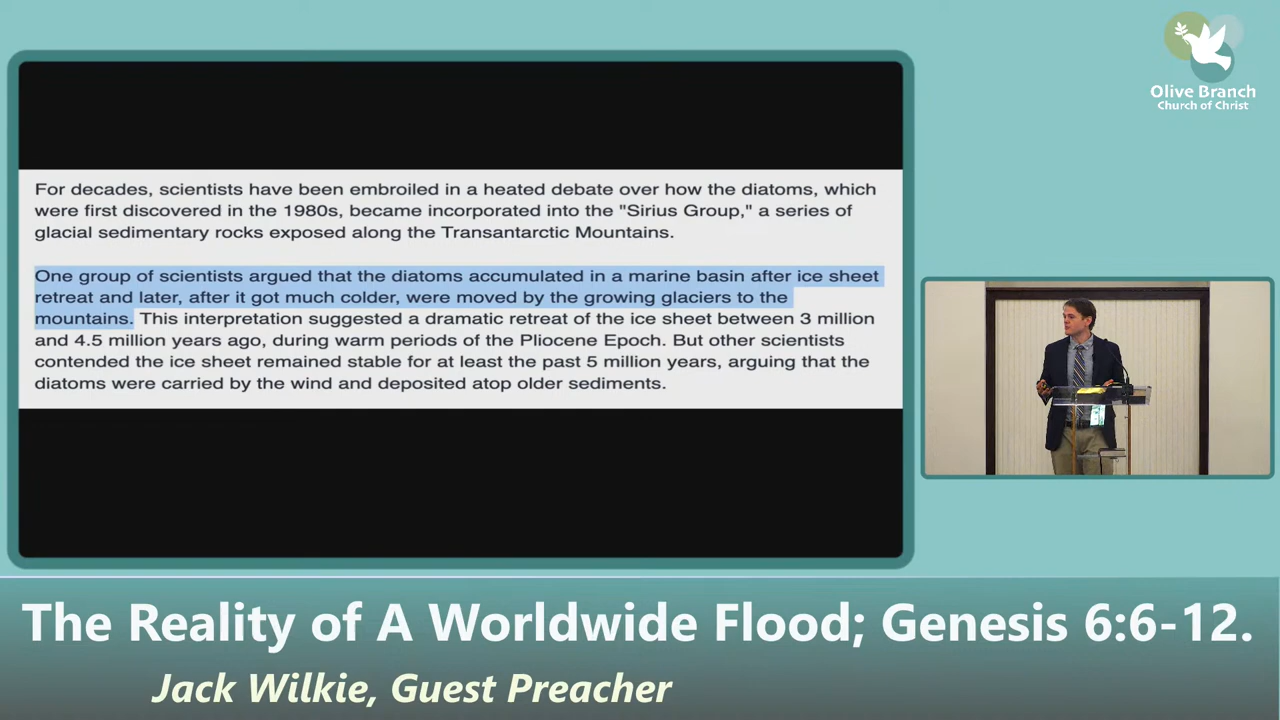 Olive Branch
Church of Christ
For decades, scientists have been embroiled in a heated debate over how the diatoms, which
were first discovered in the 1980s, became incorporated into the "Sirius Group," a series of
glacial sedimentary rocks exposed along the Transantarctic Mountains.
One group of scientists argued that the diatoms accumulated in a marine basin after ice sheet
retreat and later, after it got much colder, were moved by the growing glaciers to the
mountains. This interpretation suggested a dramatic retreat of the ice sheet between 3 million
and 4.5 million years ago, during warm periods of the Pliocene Epoch. But other scientists
contended the ice sheet remained stable for at least the past 5 million years, arguing that the
diatoms were carried by the wind and deposited atop older sediments.
The Reality of A Worldwide Flood; Genesis 6:6-12.
Jack Wilkie, Guest Preacher